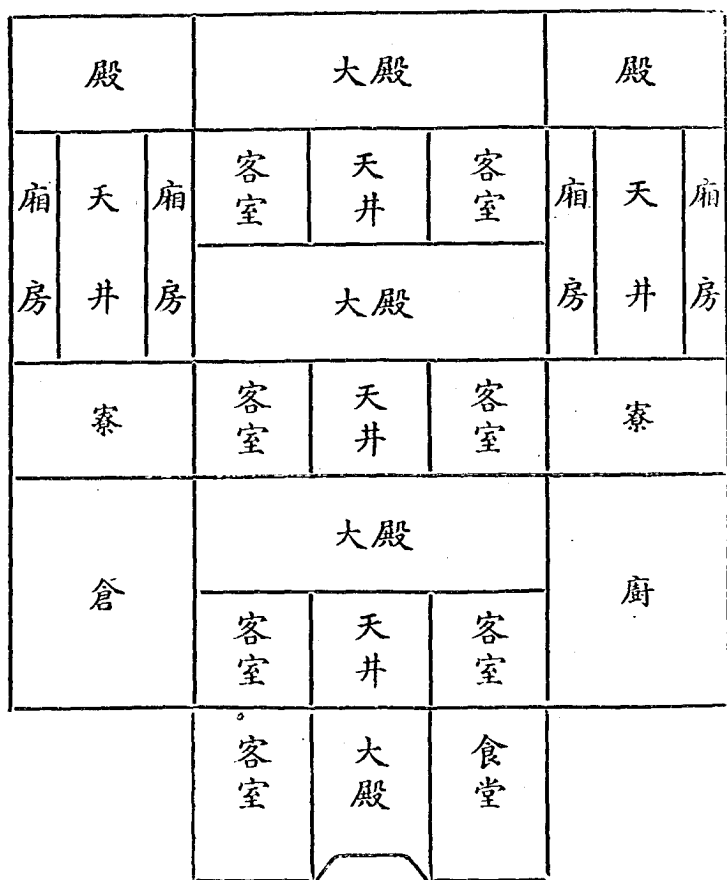 殿 大殿 殿
廂房 天井 廂房 客室 天井 客室 廂房 天井 廂房
大殿
寮 客室 天井 客室 寮
倉 大殿 廚
客室 天井 客室
客室 大殿 食堂